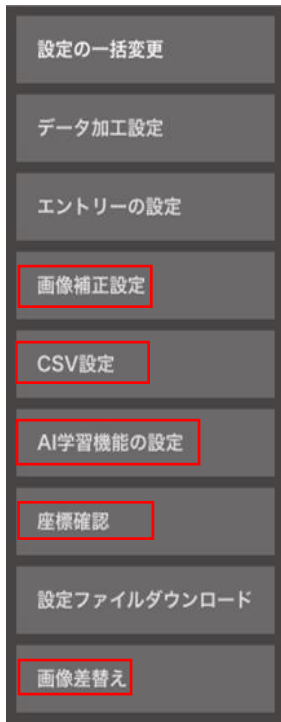 設定の一括変更
データ加工設定
エントリーの設定
画像補正設定
CSV設定
AI学習機能の設定
座標確認
設定ファイルダウンロード
画像差替え